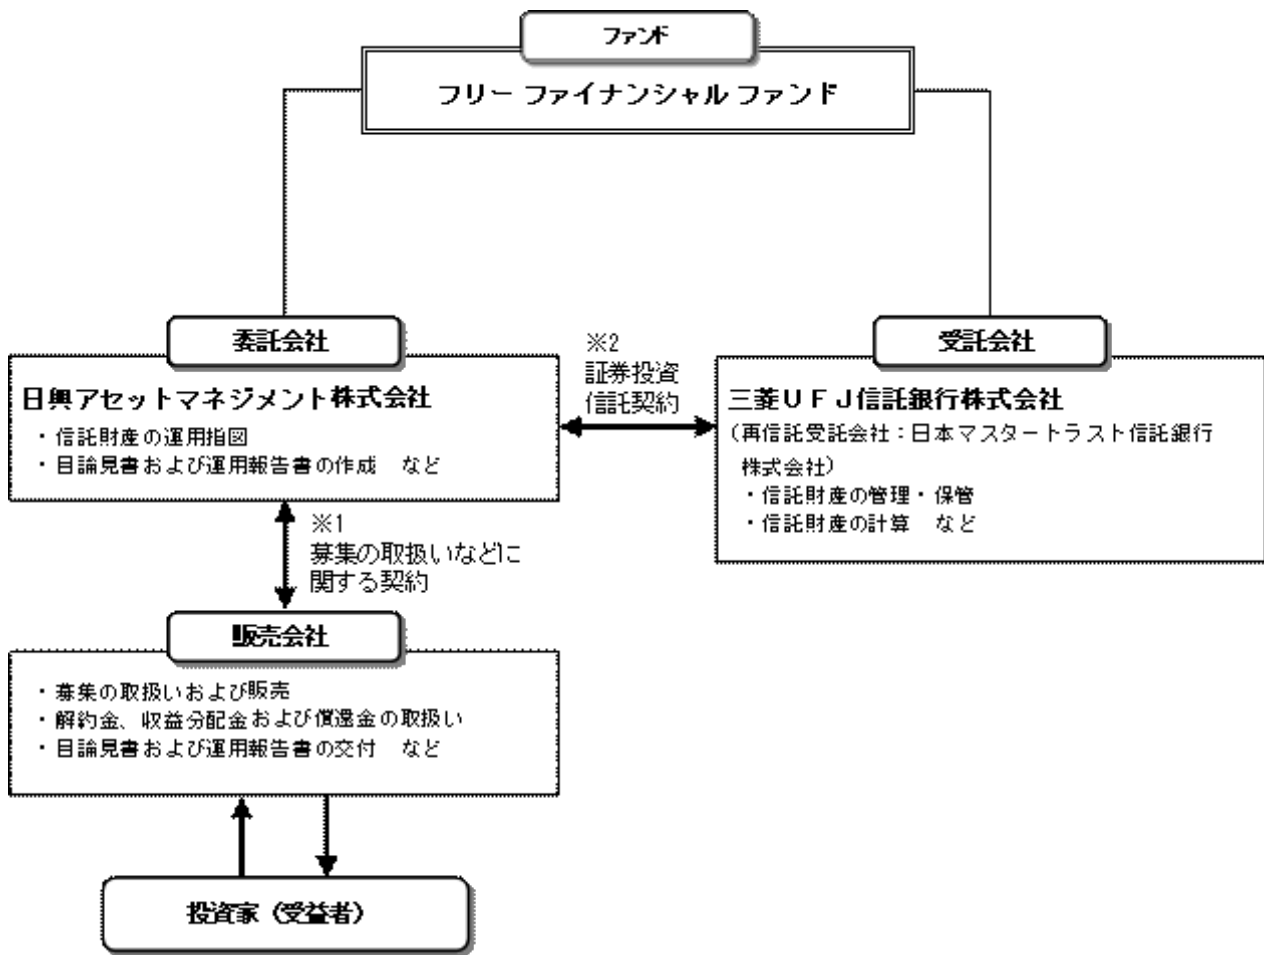 ファンド
フリー ファイナンシャル ファンド
委託会社
日興アセットマネジメント株式会社
・信託財産の運用指図
・目論見書および運用報告書の作成　など
※2
証券投資
信託契約
受託会社
三菱ＵＦＪ信託銀行株式会社
（再信託受託会社：日本マスタートラスト信託銀行
株式会社）
・信託財産の管理・保管
・信託財産の計算　など
※1
募集の取扱いなどに
関する契約
販売会社
・募集の取扱いおよび販売
・解約金、収益分配金および償還金の取扱い
・目論見書および運用報告書の交付　など
投資家（受益者）